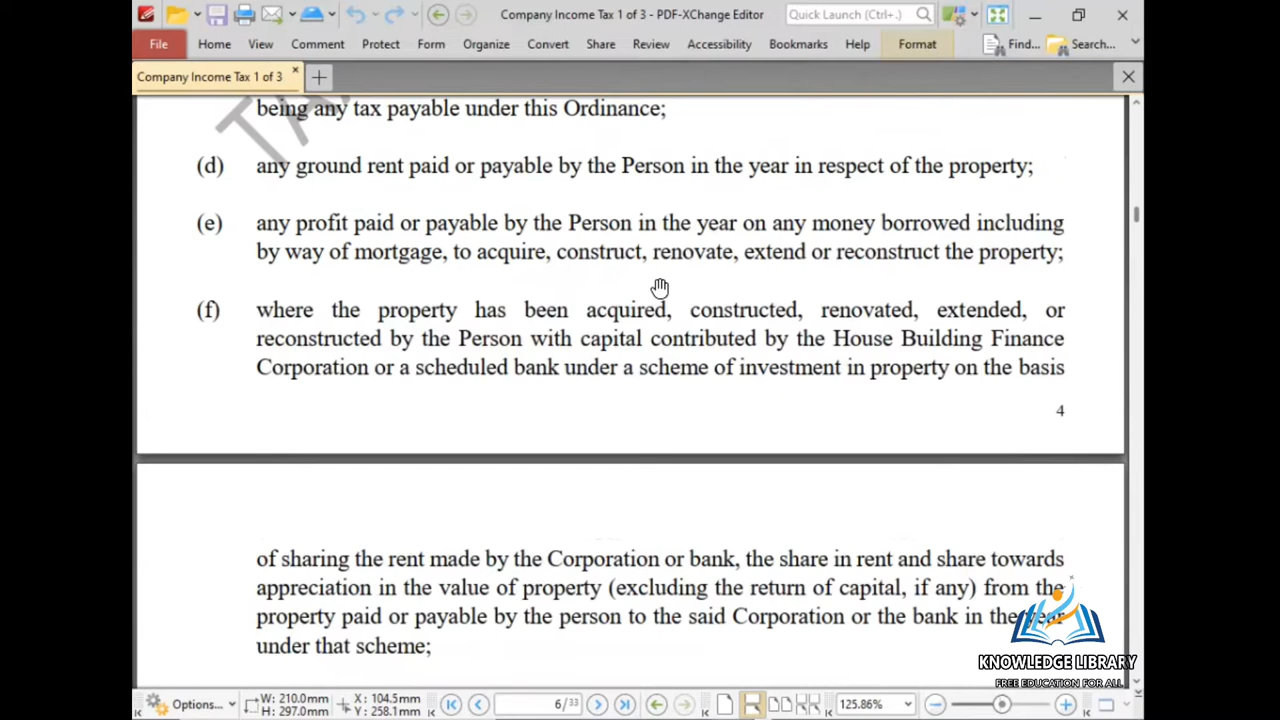 Company Income Tax 1 of 3 - PDF-XChange Editor
Quick Launch (Ctrl+.)
File Home View Comment Protect Form Organize Convert Share Review Accessibility Bookmarks Help Format Find... Search...
Company Income Tax 1 of 3
TA
being any tax payable under this Ordinance;
(d) any ground rent paid or payable by the Person in the year in respect of the property;
(e) any profit paid or payable by the Person in the year on any money borrowed including
by way of mortgage, to acquire, construct, renovate, extend or reconstruct the property;
(f) where the property has been acquired, constructed, renovated, extended, or
reconstructed by the Person with capital contributed by the House Building Finance
Corporation or a scheduled bank under a scheme of investment in property on the basis
4
of sharing the rent made by the Corporation or bank, the share in rent and share towards
appreciation in the value of property (excluding the return of capital, if any) from the
property paid or payable by the person to the said Corporation or the bank in the year
under that scheme;
KNOWLEDGE LIBRARY
FREE EDUCATION FOR ALL
Options... W: 210.0mm X: 104.5mm 6/33 125.86%
H: 297.0mm Y: 258.1mm